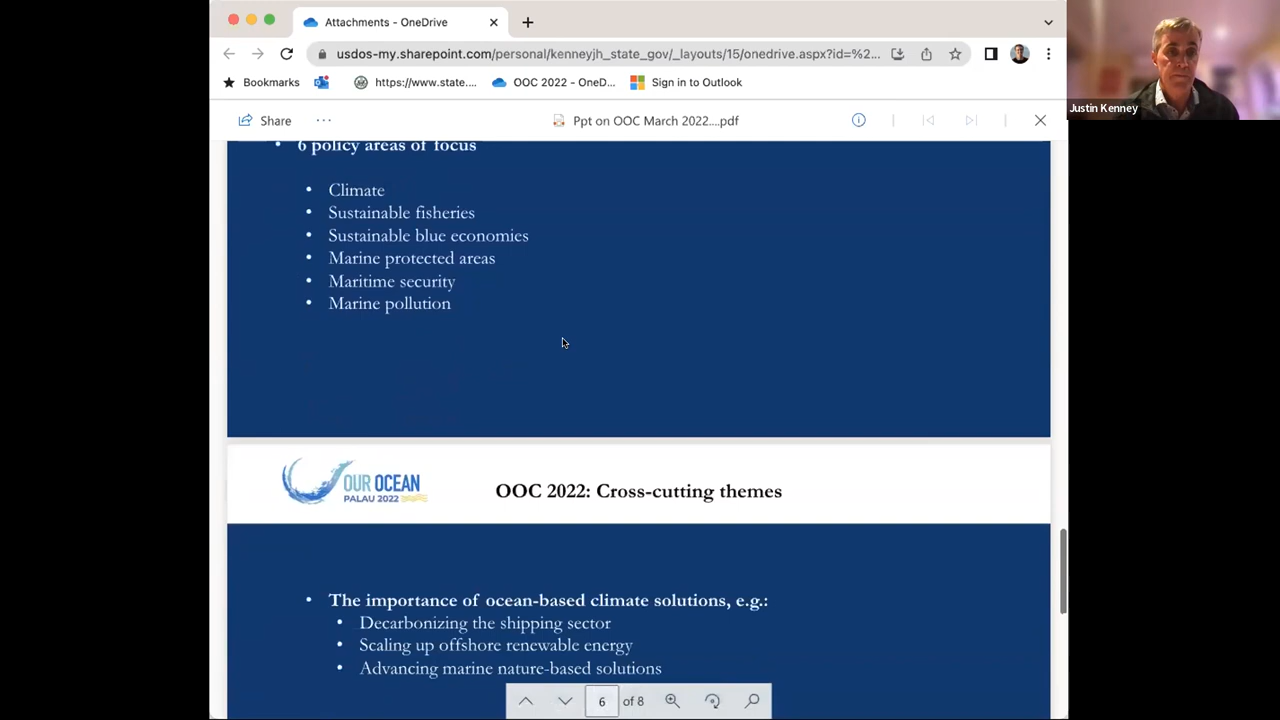 Attachments - OneDrive
usdos-my.sharepoint.com/personal/kenneyjh_state_gov/_layouts/15/onedrive.aspx?id=%2...
Bookmarks https://www.state.... OOC 2022 - OneD... Sign in to Outlook
Share ... Ppt on OOC March 2022....pdf
Justin Kenney
• 6 policy areas of focus
• Climate
• Sustainable fisheries
• Sustainable blue economies
• Marine protected areas
• Maritime security
• Marine pollution
OUR OCEAN
PALAU 2022
OOC 2022: Cross-cutting themes
• The importance of ocean-based climate solutions, e.g.:
• Decarbonizing the shipping sector
• Scaling up offshore renewable energy
• Advancing marine nature-based solutions
6 of 8